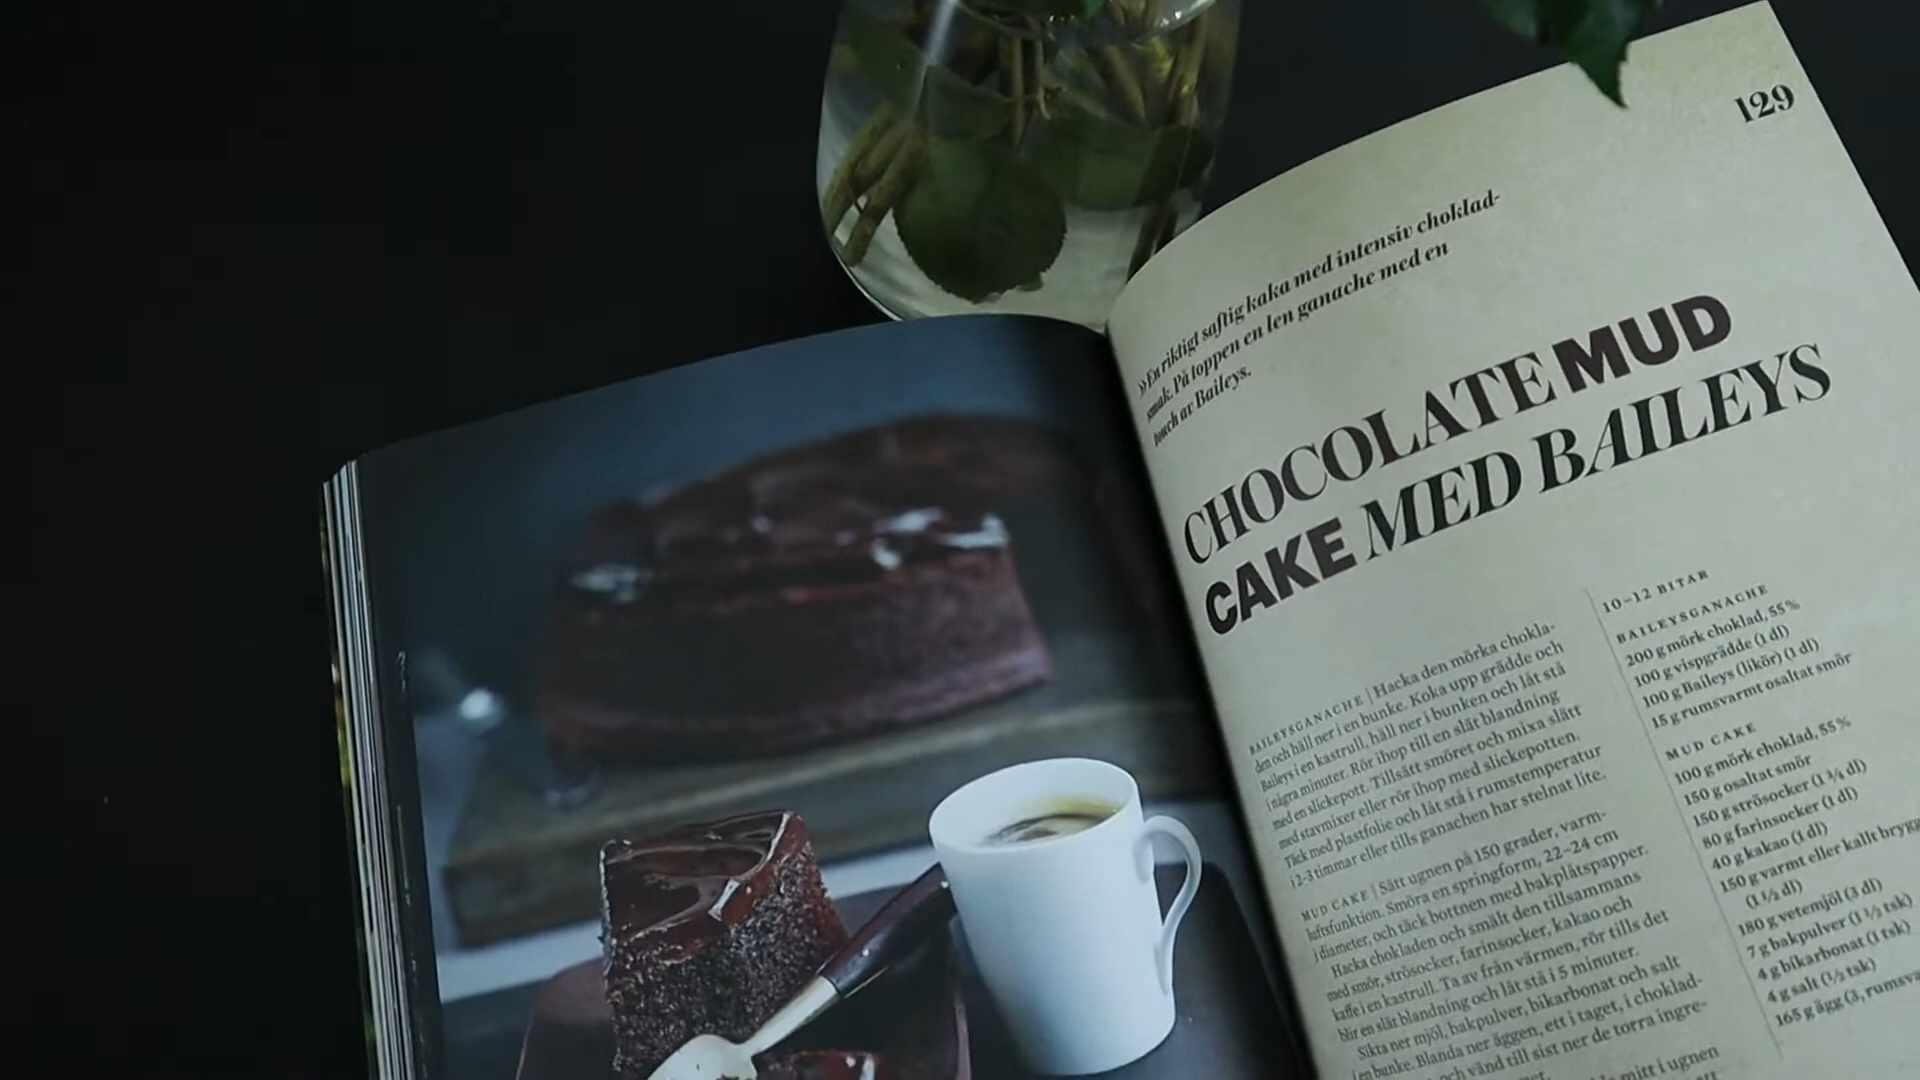 129
»En riktigt saftig kaka med intensiv choklad-
smak. På toppen en len ganache med en
touch av Baileys.
CHOCOLATE MUD
CAKE MED BAILEYS
BAILEYSGANACHE | Hacka den mörka chokla-
den och häll ner i en bunke. Koka upp grädde och
Baileys i en kastrull, häll ner i bunken och låt stå
i några minuter. Rör ihop till en slät blandning
med en slickepott. Tillsätt smöret och mixa slätt
med stavmixer eller rör ihop med slickepotten.
Täck med plastfolie och låt stå i rumstemperatur
i 2-3 timmar eller tills ganachen har stelnat lite.
MUD CAKE | Sätt ugnen på 150 grader, varm-
luftsfunktion. Smöra en springform, 22–24 cm
i diameter, och täck bottnen med bakplåtspapper.
Hacka chokladen och smält den tillsammans
med smör, strösocker, farinsocker, kakao och
kaffe i en kastrull. Ta av från värmen, rör tills det
blir en slät blandning och låt stå i 5 minuter.
Sikta ner mjöl, bakpulver, bikarbonat och salt
i en bunke. Blanda ner äggen, ett i taget, i choklad-
och vänd till sist ner de torra ingre-
mitt i ugnen
10–12 BITAR
BAILEYSGANACHE
200 g mörk choklad, 55%
100 g vispgrädde (1 dl)
100 g Baileys (likör) (1 dl)
15 g rumsvarmt osaltat smör
MUD CAKE
100 g mörk choklad, 55%
150 g osaltat smör
150 g strösocker (1 3/4 dl)
80 g farinsocker (1 dl)
40 g kakao (1 dl)
150 g varmt eller kallt brygg
(1 1/2 dl)
180 g vetemjöl (3 dl)
7 g bakpulver (1 1/2 tsk)
4 g bikarbonat (1 tsk)
4 g salt (1/2 tsk)
165 g ägg (3, rumsva